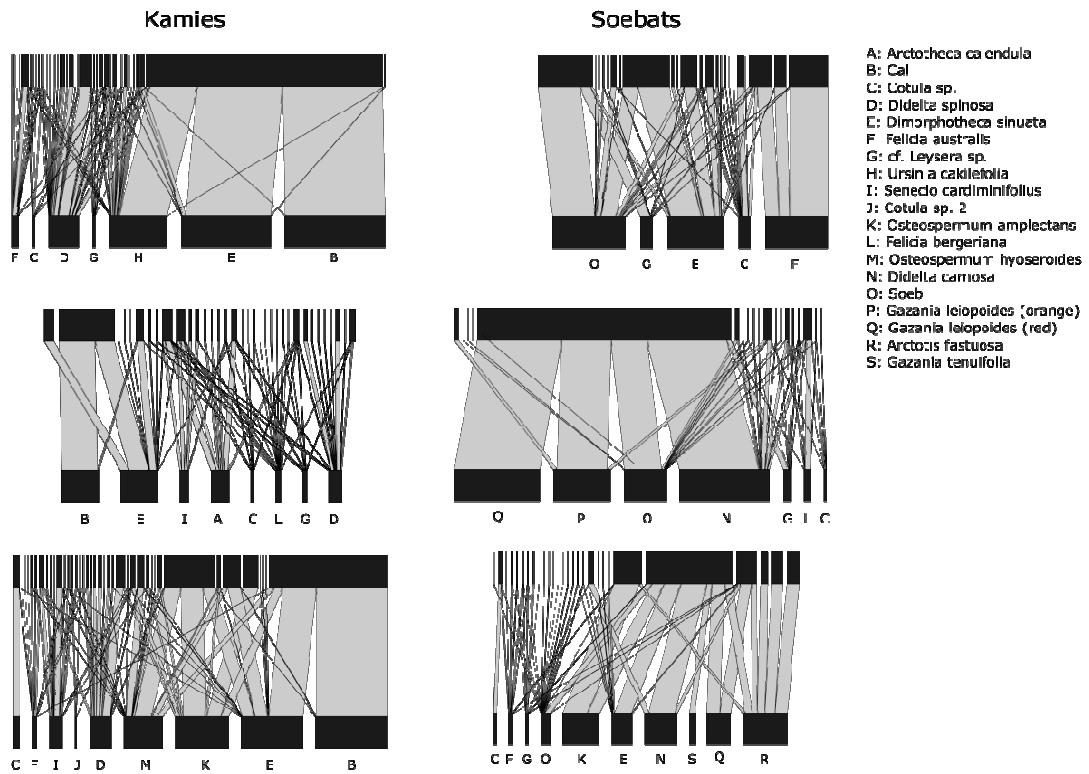 Kamies
Soebats
F C D G H E B
O G E C F
B E I A C L G D
Q P O N G L C
C F I J D M K E B
C F G O K E N S Q R
A: Arctotheca calendula
B: Cal
C: Cotula sp.
D: Didelta spinosa
E: Dimorphotheca sinuata
F Felicia australis
G: cf. Leysera sp.
H: Ursinia cakilefolia
I: Senecio cardiminifolius
J: Cotula sp. 2
K: Osteospermum amplectans
L: Felicia bergeriana
M: Osteospermum hyoseroides
N: Didelta carnosa
O: Soeb
P: Gazania leiopoides (orange)
Q: Gazania leiopoides (red)
R: Arctotis fastuosa
S: Gazania tenuifolia